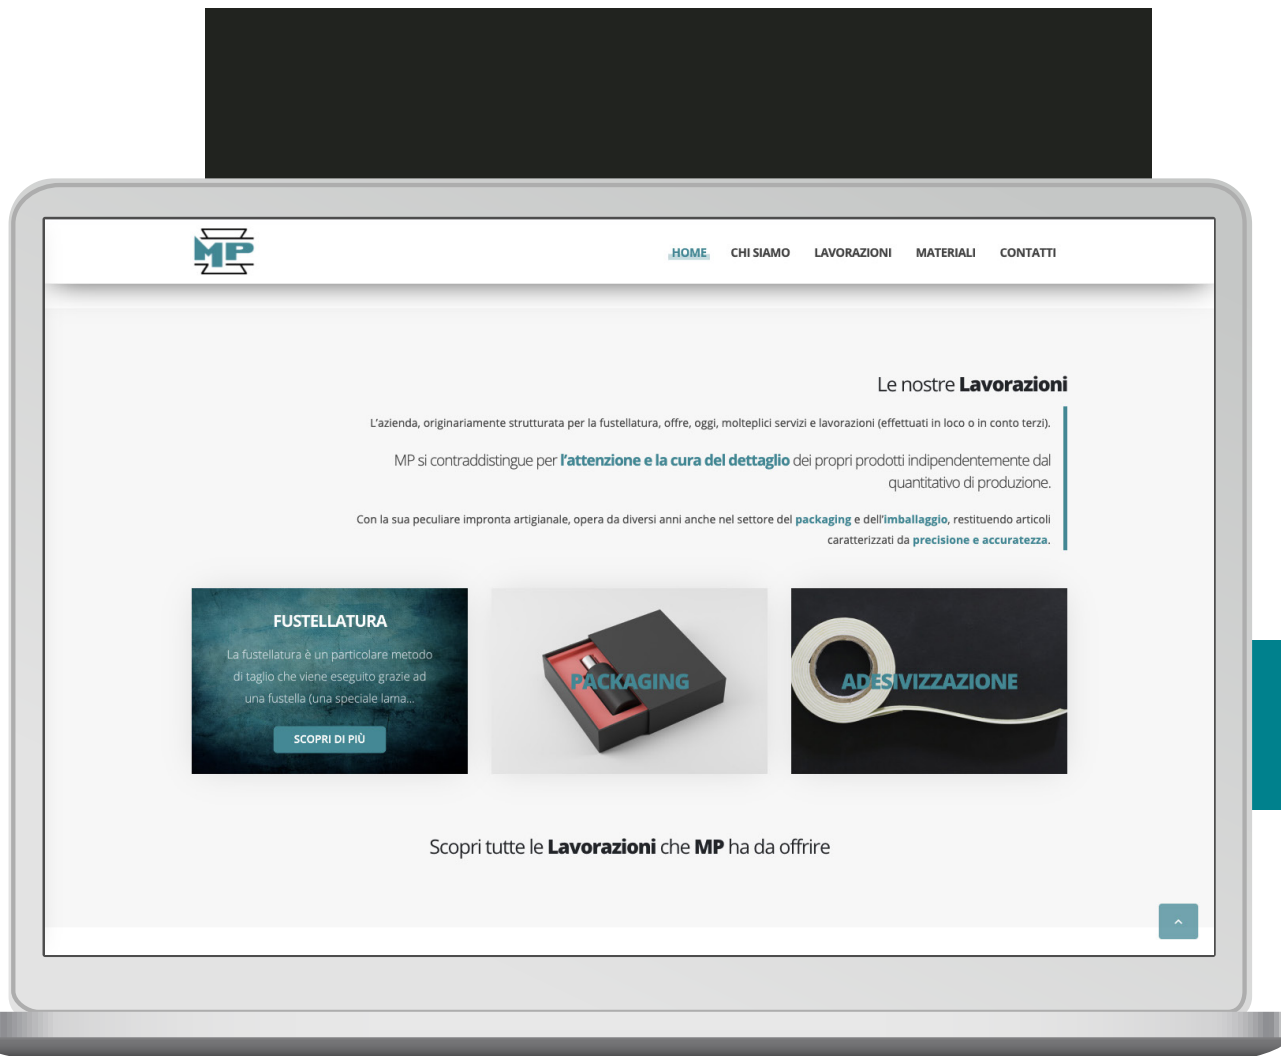 MP
HOME CHI SIAMO LAVORAZIONI MATERIALI CONTATTI
Le nostre Lavorazioni
L'azienda, originariamente strutturata per la fustellatura, offre, oggi, molteplici servizi e lavorazioni (effettuati in loco o in conto terzi).
MP si contraddistingue per l'attenzione e la cura del dettaglio dei propri prodotti indipendentemente dal
quantitativo di produzione.
Con la sua peculiare impronta artigianale, opera da diversi anni anche nel settore del packaging e dell'imballaggio, restituendo articoli
caratterizzati da precisione e accuratezza.
FUSTELLATURA
La fustellatura è un particolare metodo
di taglio che viene eseguito grazie ad
una fustella (una speciale lama...
SCOPRI DI PIÙ
PACKAGING
ADESIVIZZAZIONE
Scopri tutte le Lavorazioni che MP ha da offrire